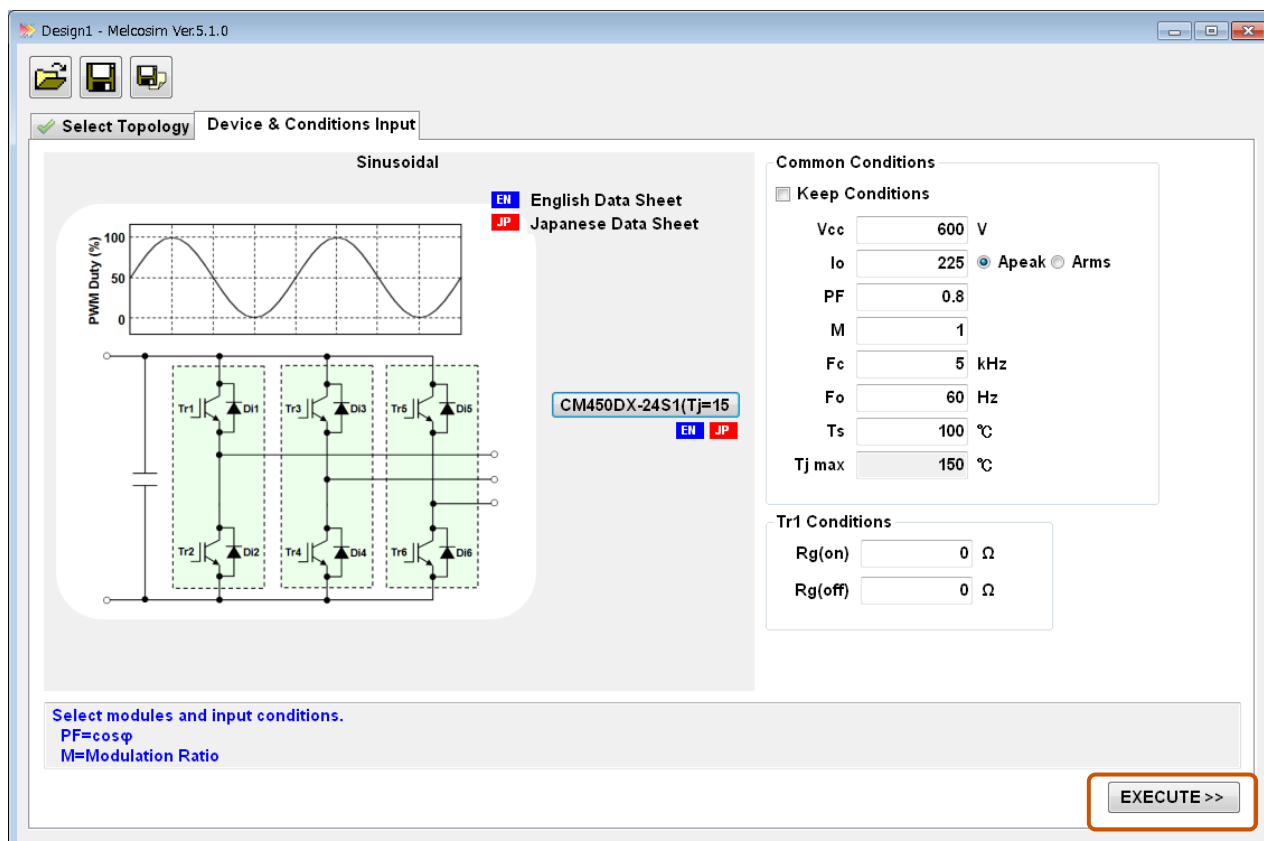 Design1 - Melcosim Ver.5.1.0
Select Topology
Device & Conditions Input
Sinusoidal
EN English Data Sheet
JP Japanese Data Sheet
PWM Duty (%)
100
50
0
Tr1 Di1 Tr3 Di3 Tr5 Di5
Tr2 Di2 Tr4 Di4 Tr6 Di6
CM450DX-24S1(Tj=15
EN JP
Common Conditions
Keep Conditions
Vcc 600 V
Io 225 Apeak Arms
PF 0.8
M 1
Fc 5 kHz
Fo 60 Hz
Ts 100 ℃
Tj max 150 ℃
Tr1 Conditions
Rg(on) 0 Ω
Rg(off) 0 Ω
Select modules and input conditions.
PF=cosφ
M=Modulation Ratio
EXECUTE >>